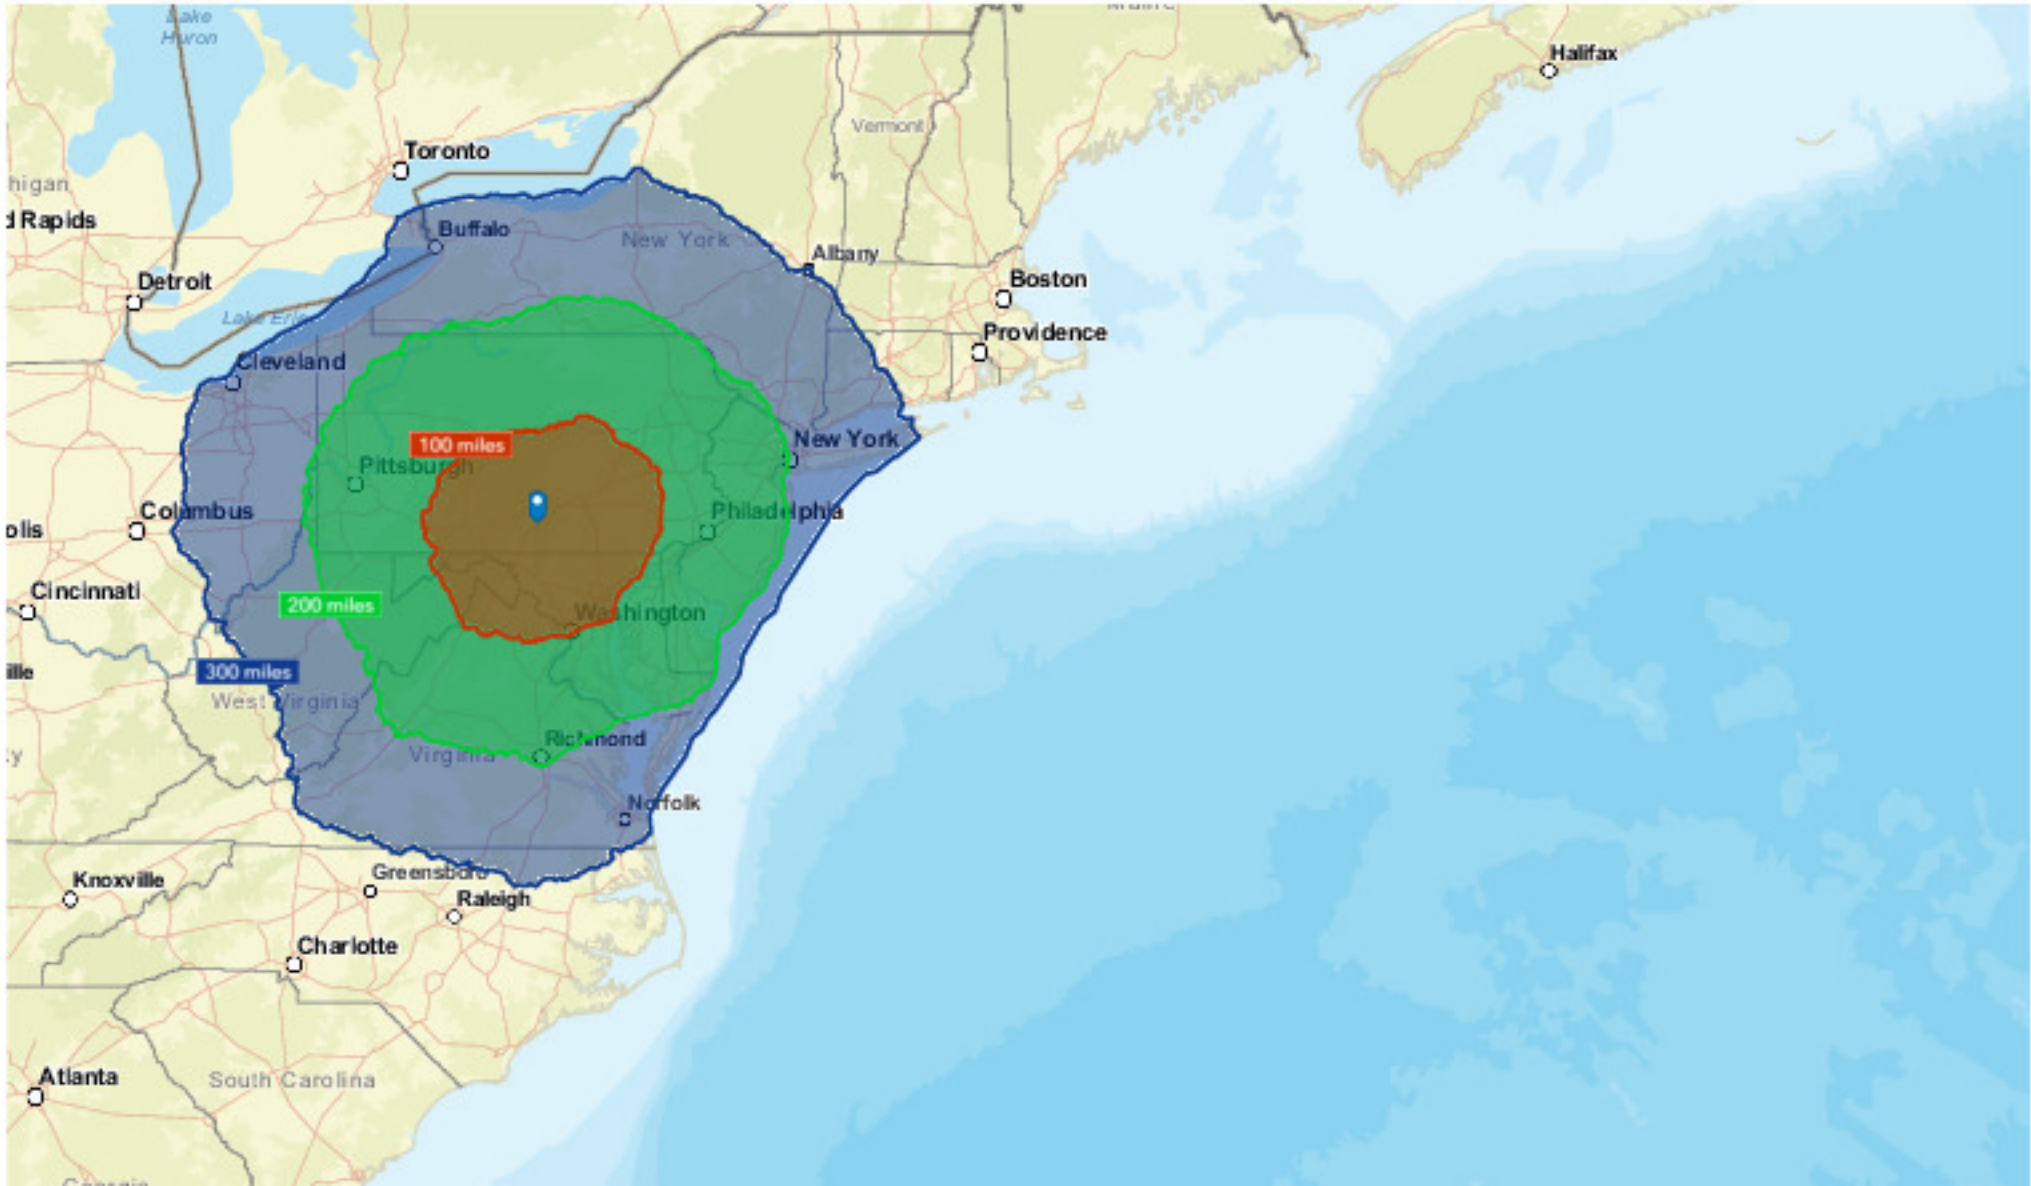 Lake
Huron
Halifax
Vermont
Toronto
higan
d Rapids
Buffalo
New York
Albany
Detroit
Boston
Lake Erie
Providence
Cleveland
100 miles
New York
Pittsburgh
Columbus
Philadelphia
olis
Cincinnati
200 miles
Washington
300 miles
ille
West Virginia
Richmond
Virginia
y
Norfolk
Greensboro
Knoxville
Raleigh
Charlotte
Atlanta
South Carolina
Georgia